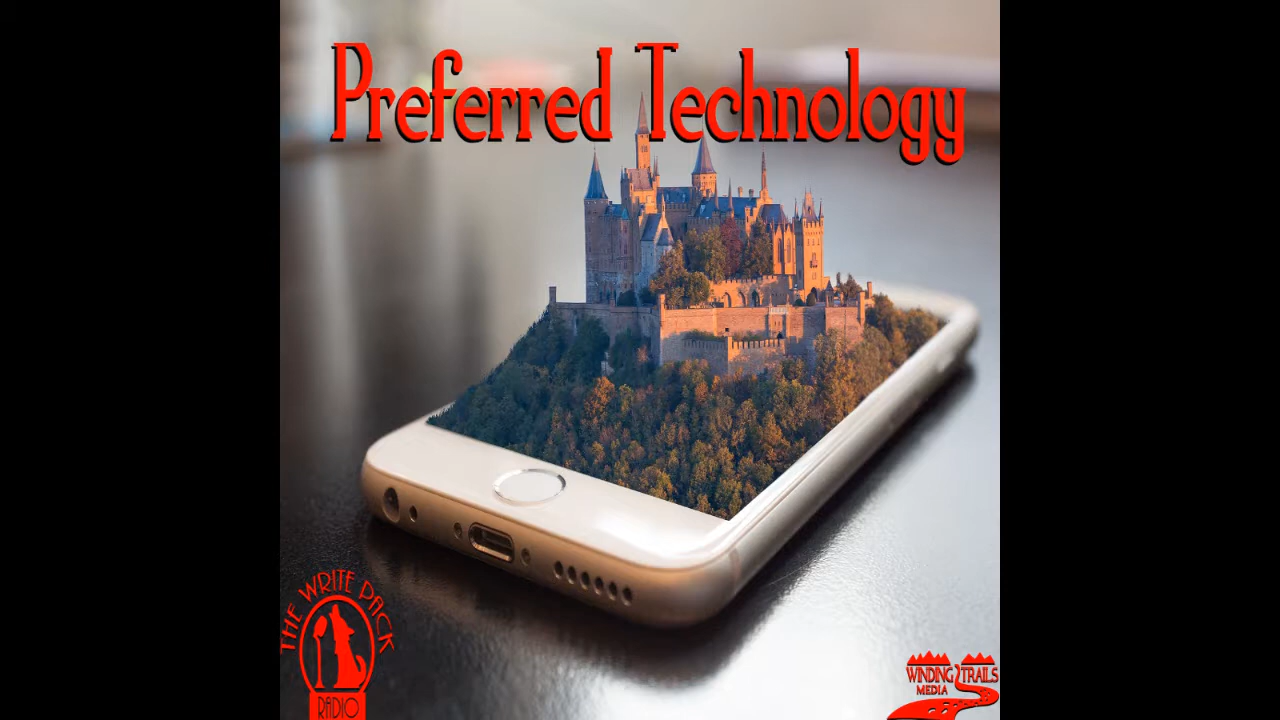 Preferred Technology
THE WRITE PACK
RADIO
WINDING TRAILS
MEDIA